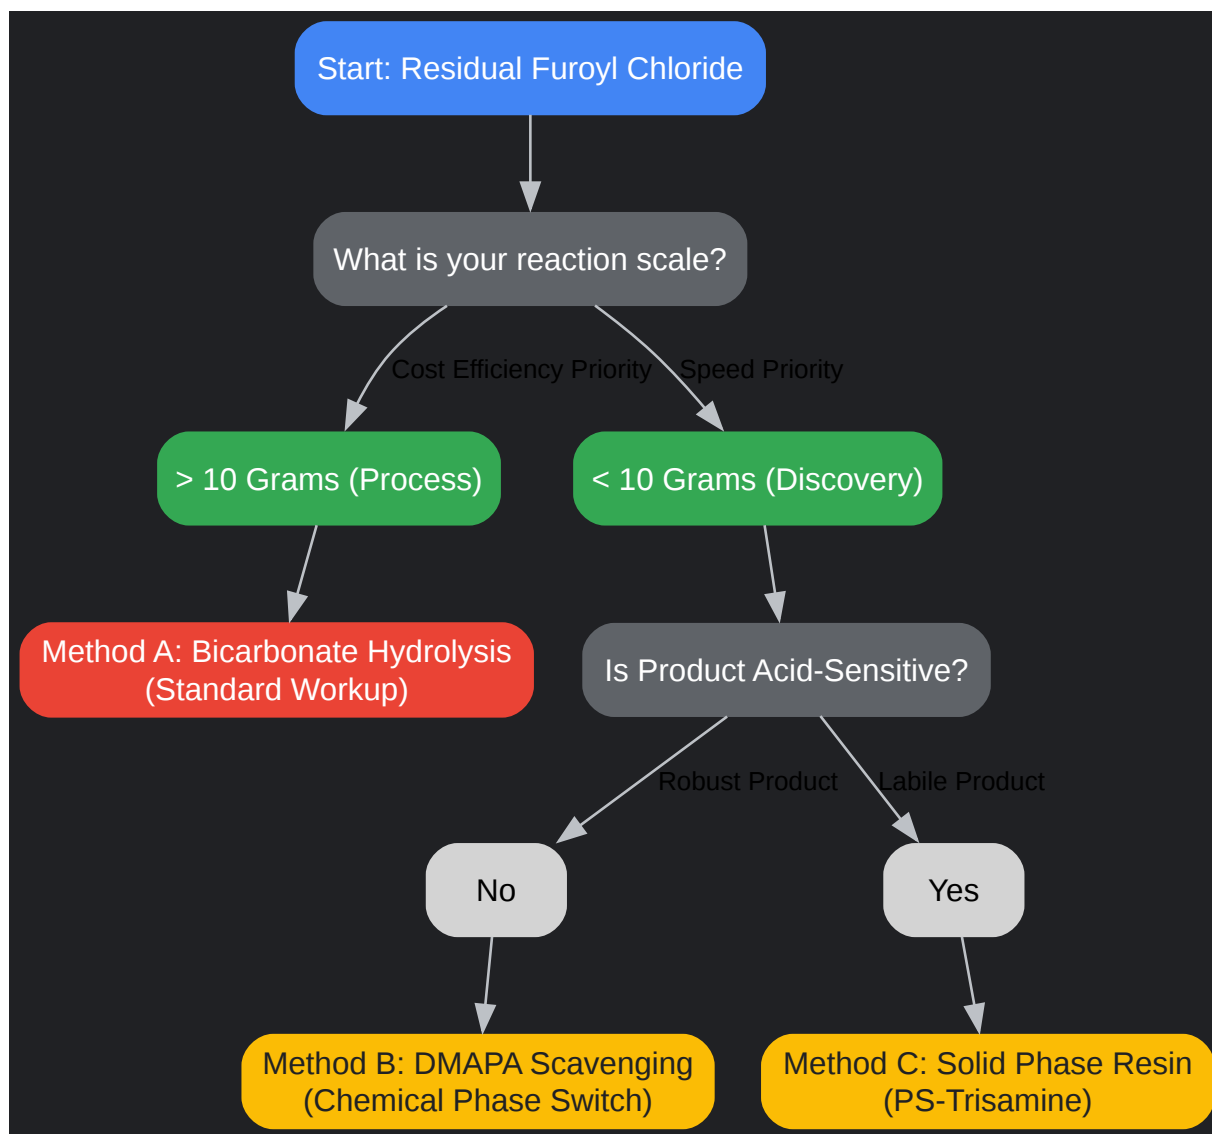 Start: Residual Furoyl Chloride
What is your reaction scale?
Cost Efficiency Priority
Speed Priority
> 10 Grams (Process)
< 10 Grams (Discovery)
Method A: Bicarbonate Hydrolysis
(Standard Workup)
Is Product Acid-Sensitive?
Robust Product
Labile Product
No
Yes
Method B: DMAPA Scavenging
(Chemical Phase Switch)
Method C: Solid Phase Resin
(PS-Trisamine)